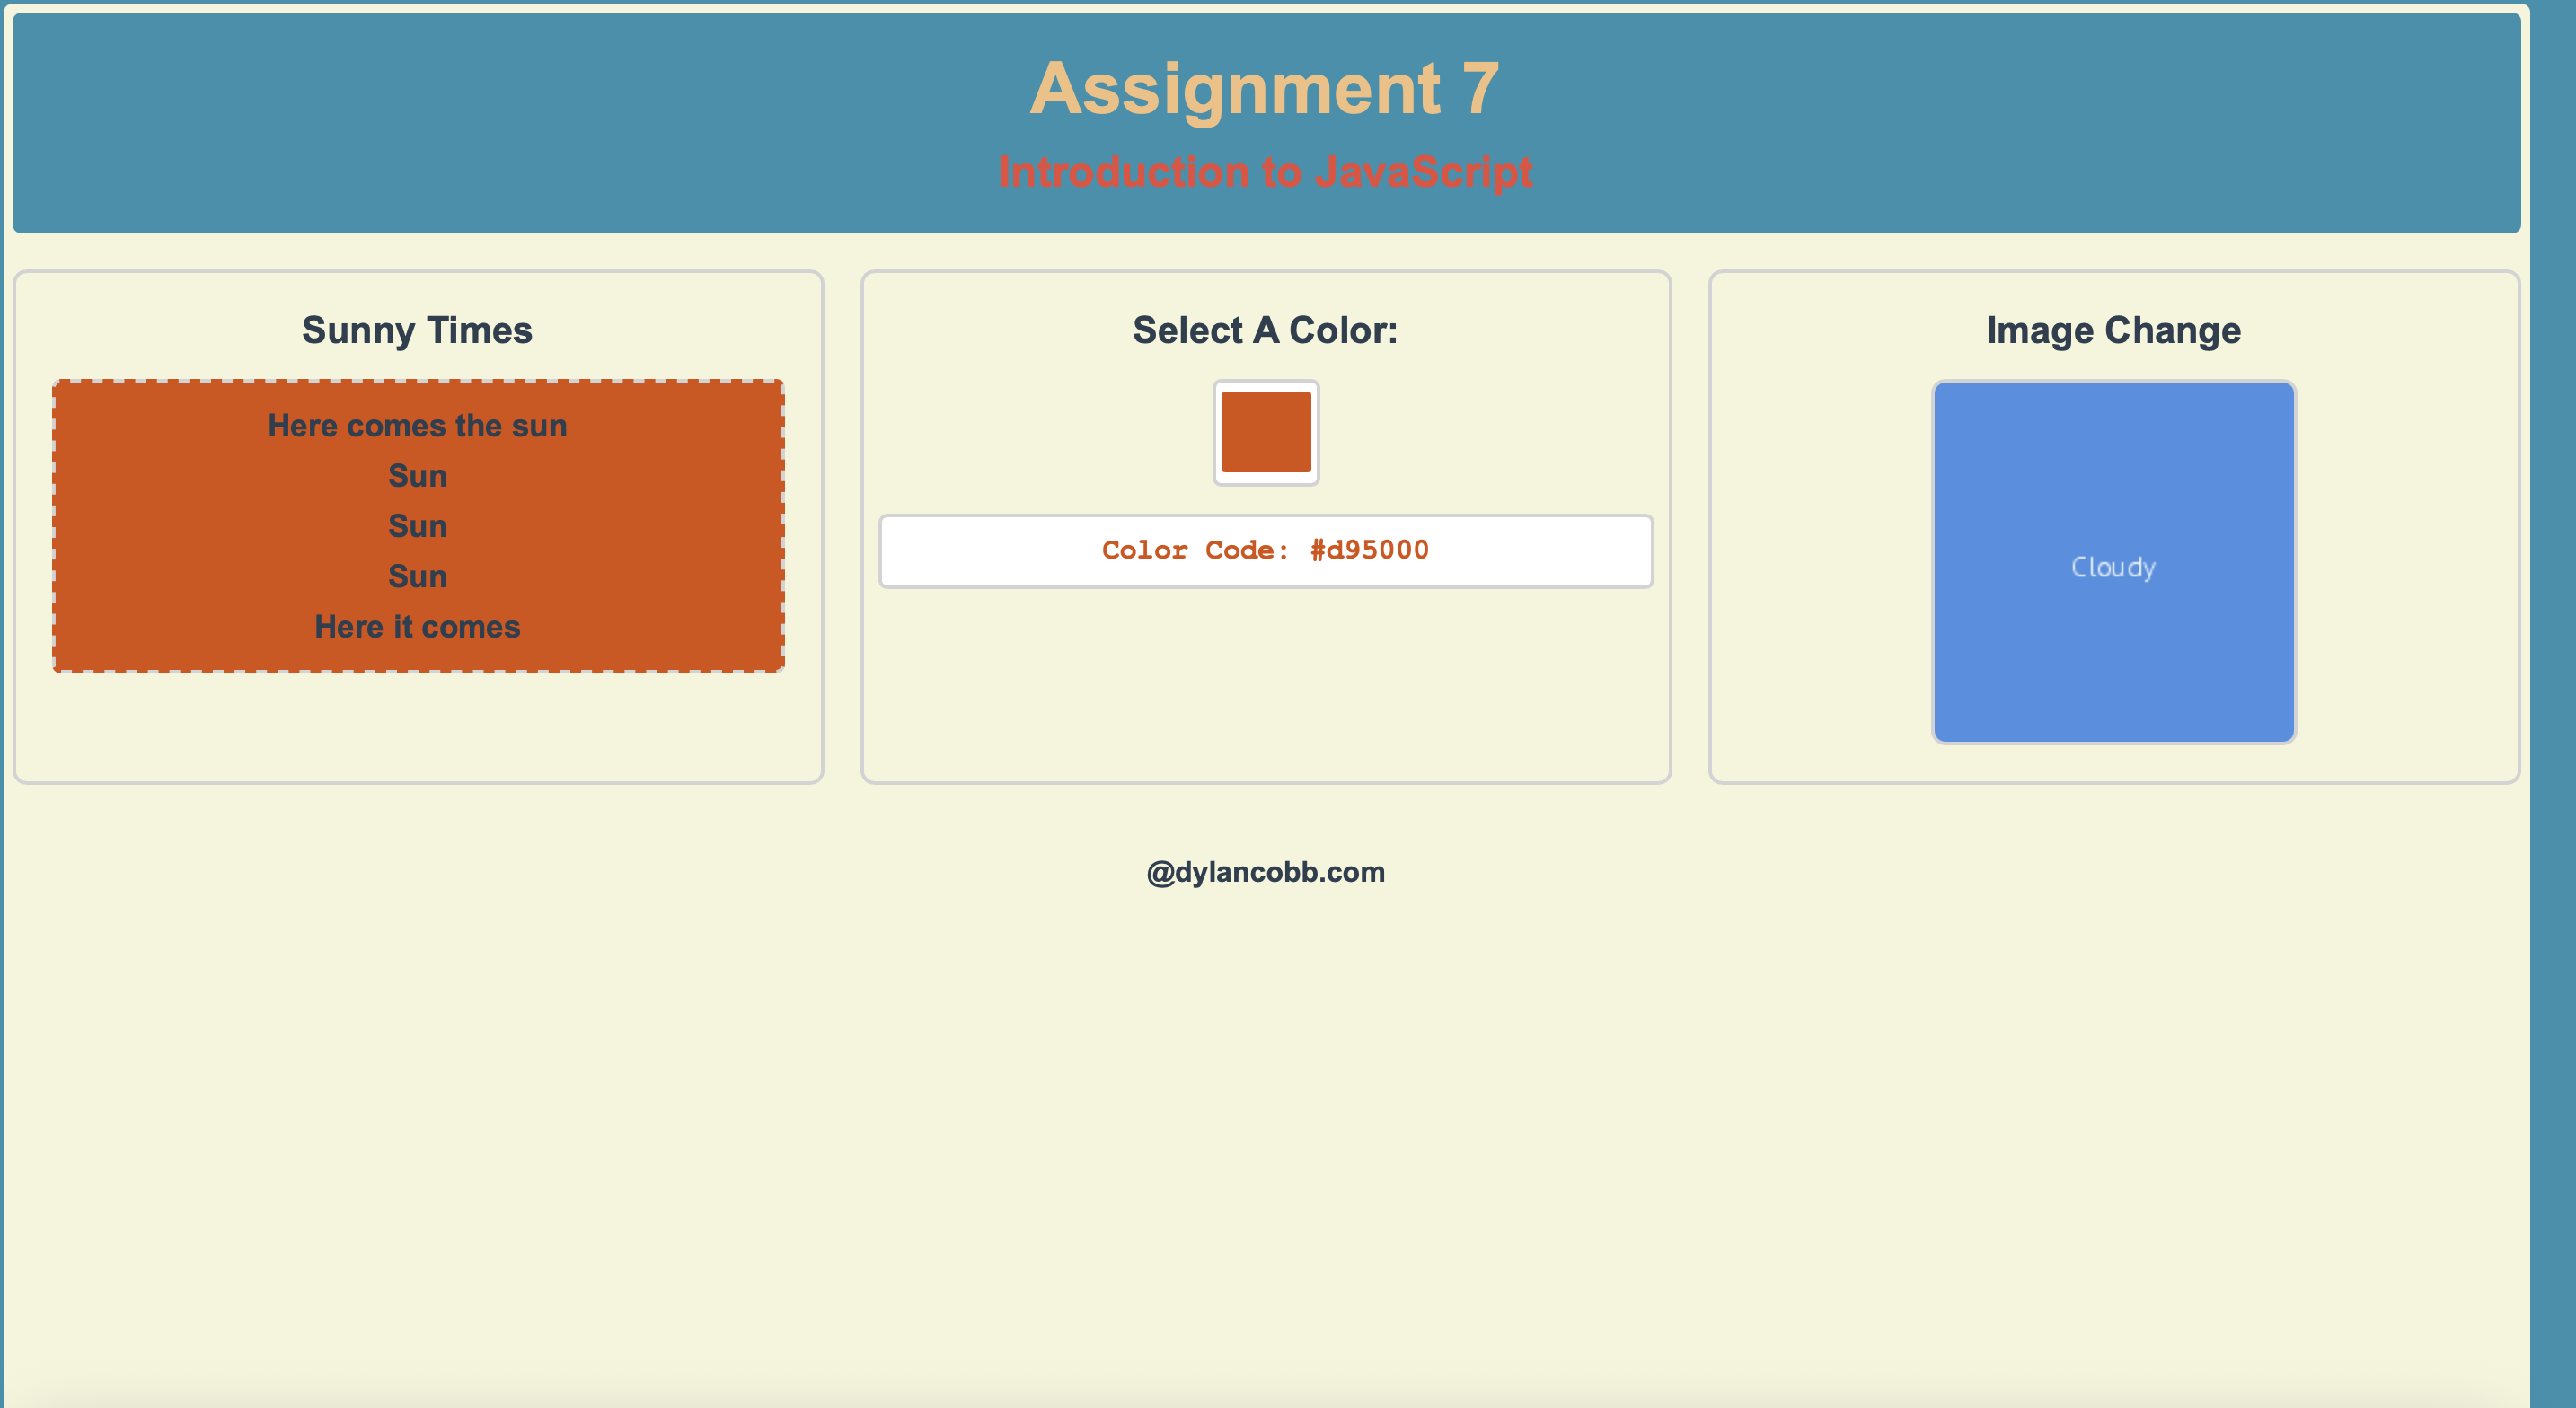 Assignment 7
Introduction to JavaScript
Sunny Times
Here comes the sun
Sun
Sun
Sun
Here it comes
Select A Color:
Color Code: #d95000
Image Change
Cloudy
@dylancobb.com